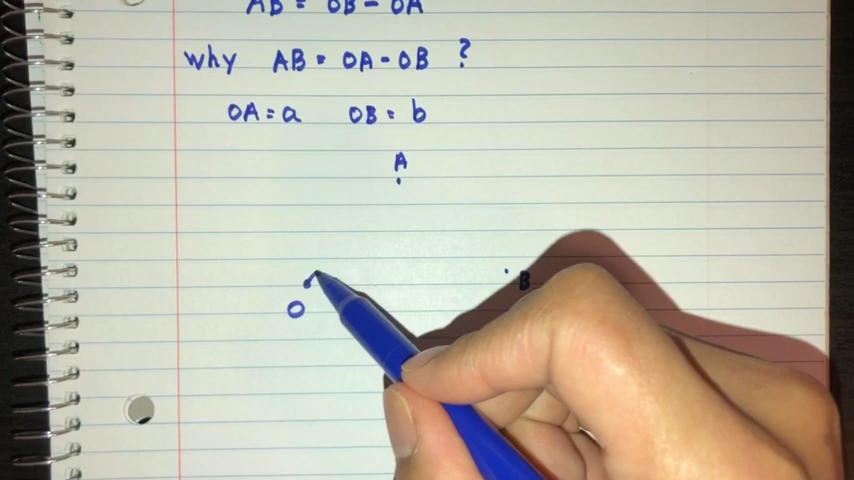 AB = OB - OA
why AB = OA - OB ?
OA = a OB = b
A
B
O